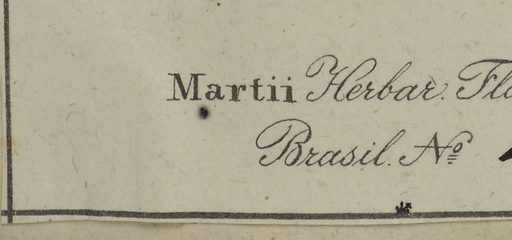 Martii Herbar. Fl
Brasil. No